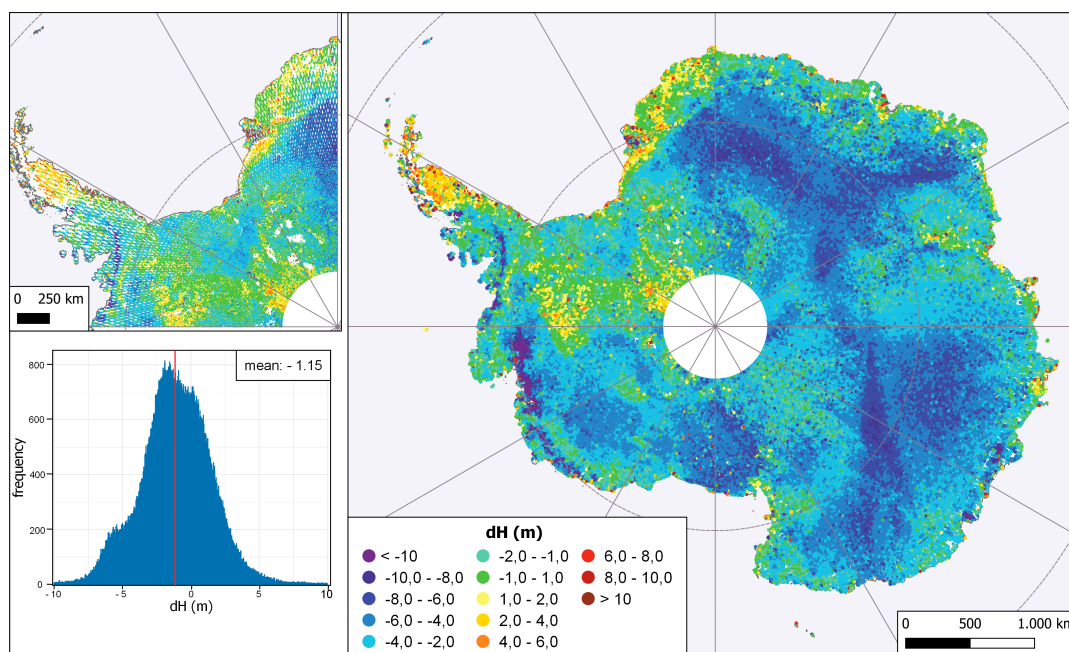 0 250 km
mean: - 1.15
800
600
400
200
0
frequency
-10 -5 0 5 10
dH (m)
dH (m)
< -10
-10,0 - -8,0
-8,0 - -6,0
-6,0 - -4,0
-4,0 - -2,0
-2,0 - -1,0
-1,0 - 1,0
1,0 - 2,0
2,0 - 4,0
4,0 - 6,0
6,0 - 8,0
8,0 - 10,0
> 10
0 500 1.000 km